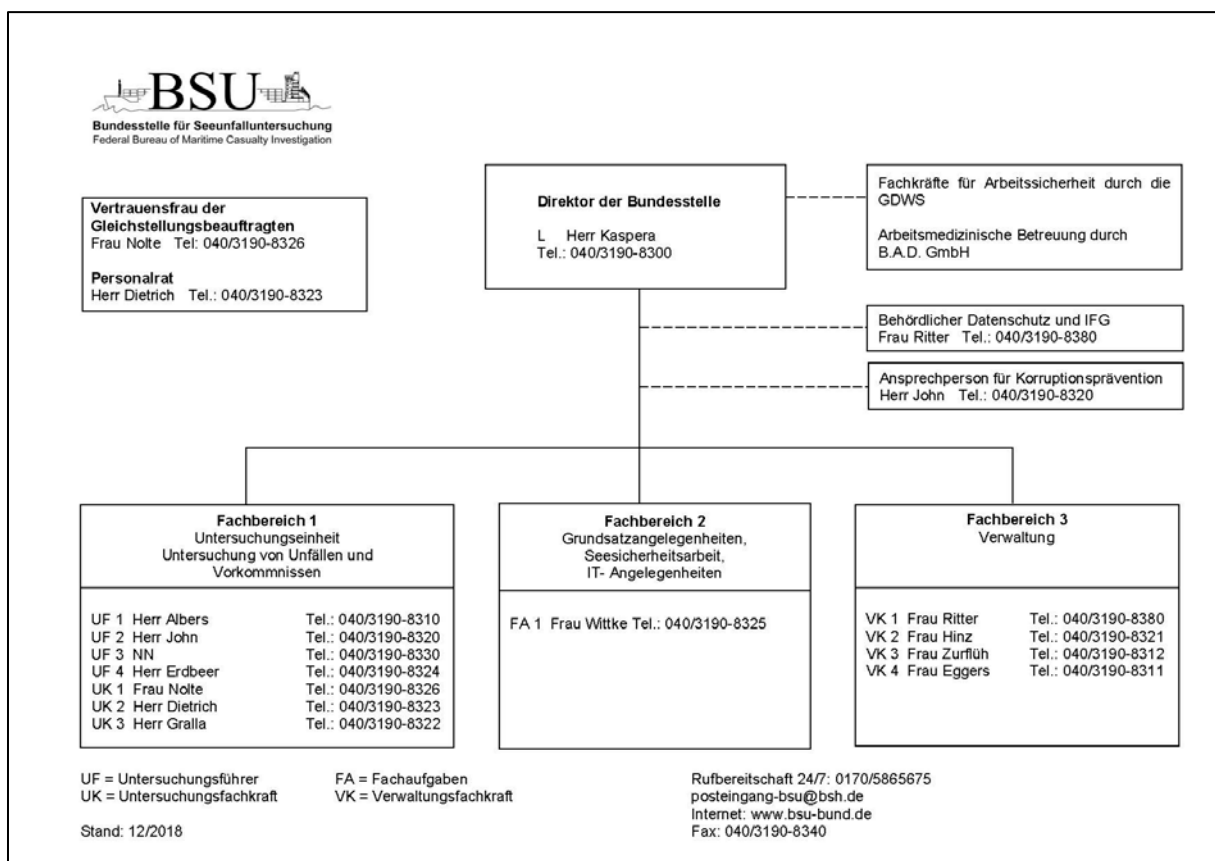 BSU
Bundesstelle für Seeunfalluntersuchung
Federal Bureau of Maritime Casualty Investigation
Vertrauensfrau der
Gleichstellungsbeauftragten
Frau Nolte Tel: 040/3190-8326
Personalrat
Herr Dietrich Tel.: 040/3190-8323
Direktor der Bundesstelle
L Herr Kaspera
Tel.: 040/3190-8300
Fachkräfte für Arbeitssicherheit durch die
GDWS
Arbeitsmedizinische Betreuung durch
B.A.D. GmbH
Behördlicher Datenschutz und IFG
Frau Ritter Tel.: 040/3190-8380
Ansprechperson für Korruptionsprävention
Herr John Tel.: 040/3190-8320
Fachbereich 1
Untersuchungseinheit
Untersuchung von Unfällen und
Vorkommnissen
UF 1 Herr Albers Tel.: 040/3190-8310
UF 2 Herr John Tel.: 040/3190-8320
UF 3 NN Tel.: 040/3190-8330
UF 4 Herr Erdbeer Tel.: 040/3190-8324
UK 1 Frau Nolte Tel.: 040/3190-8326
UK 2 Herr Dietrich Tel.: 040/3190-8323
UK 3 Herr Gralla Tel.: 040/3190-8322
Fachbereich 2
Grundsatzangelegenheiten,
Seesicherheitsarbeit,
IT- Angelegenheiten
FA 1 Frau Wittke Tel.: 040/3190-8325
Fachbereich 3
Verwaltung
VK 1 Frau Ritter Tel.: 040/3190-8380
VK 2 Frau Hinz Tel.: 040/3190-8321
VK 3 Frau Zurflüh Tel.: 040/3190-8312
VK 4 Frau Eggers Tel.: 040/3190-8311
UF = Untersuchungsführer
UK = Untersuchungsfachkraft
FA = Fachaufgaben
VK = Verwaltungsfachkraft
Stand: 12/2018
Rufbereitschaft 24/7: 0170/5865675
posteingang-bsu@bsh.de
Internet: www.bsu-bund.de
Fax: 040/3190-8340